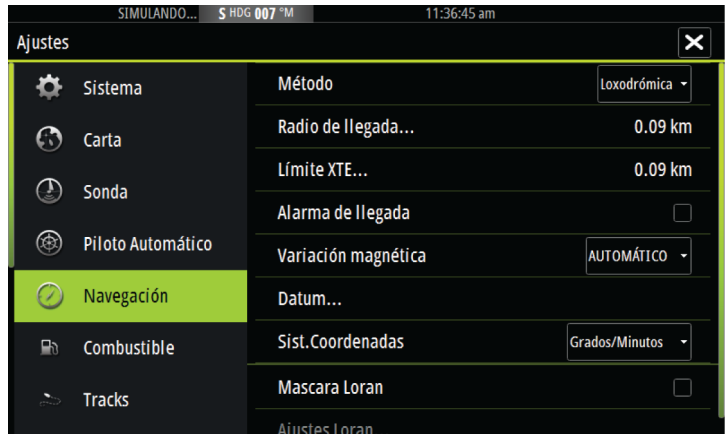 SIMULANDO... S HDG 007 °M 11:36:45 am
Ajustes
Sistema
Carta
Sonda
Piloto Automático
Navegación
Combustible
Tracks
Método Loxodrómica
Radio de llegada... 0.09 km
Límite XTE... 0.09 km
Alarma de llegada
Variación magnética AUTOMÁTICO
Datum...
Sist.Coordenadas Grados/Minutos
Mascara Loran
Ajustes Loran